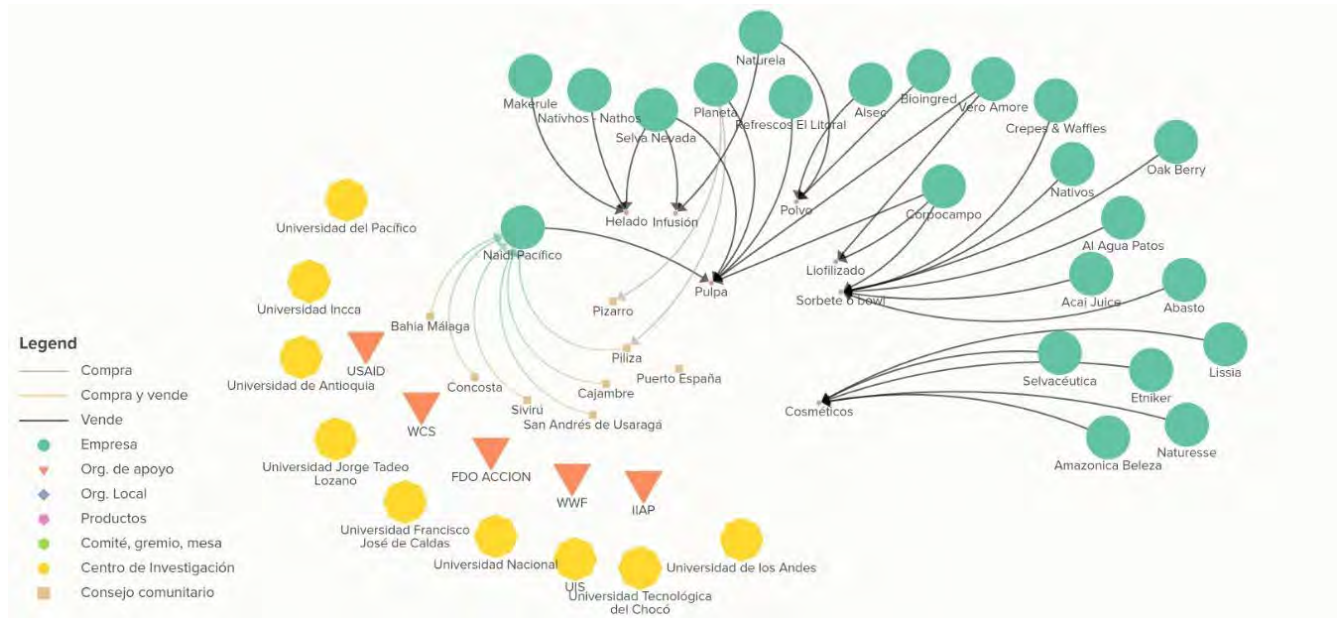 Naturela
Makerule
Nativhos - Nathos
Selva Nevada
Planeta
Refrescos El Litoral
Alsec
Bioingred
Vero Amore
Crepes & Waffles
Oak Berry
Nativos
Universidad del Pacífico
Naidí Pacífico
Helado
Infusión
Polvo
Corpocampo
Al Agua Patos
Universidad Incca
Pulpa
Liofilizado
Sorbete o bowl
Acai Juice
Abasto
Pizarro
Bahia Málaga
Legend
Compra
Compra y vende
Vende
Empresa
Org. de apoyo
Org. Local
Productos
Comité, gremio, mesa
Centro de Investigación
Consejo comunitario
Universidad de Antioquia
USAID
Concosta
Sivirú
Cajambre
San Andrés de Usaragá
Piliza
Puerto España
Cosméticos
Selvacéutica
Etniker
Lissia
Amazonica Beleza
Naturesse
WCS
Universidad Jorge Tadeo
Lozano
FDO ACCION
WWF
IIAP
Universidad Francisco
José de Caldas
Universidad Nacional
UIS
Universidad Tecnológica
del Chocó
Universidad de los Andes